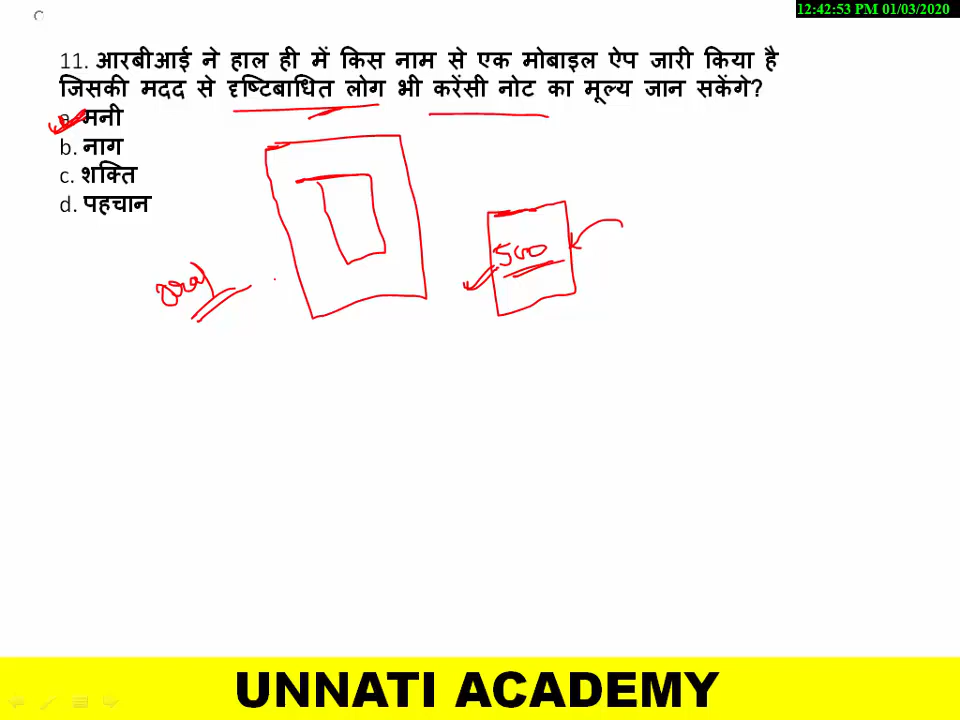 12:42:53 PM 01/03/2020
11. आरबीआई ने हाल ही में किस नाम से एक मोबाइल ऐप जारी किया है
जिसकी मदद से दृष्टिबाधित लोग भी करेंसी नोट का मूल्य जान सकेंगे?
a. मनी
b. नाग
c. शक्ति
d. पहचान
500
UNNATI ACADEMY